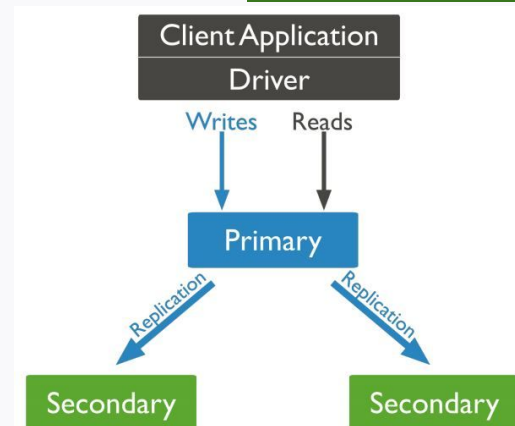 Client Application
Driver
Writes Reads
Primary
Replication Replication
Secondary Secondary